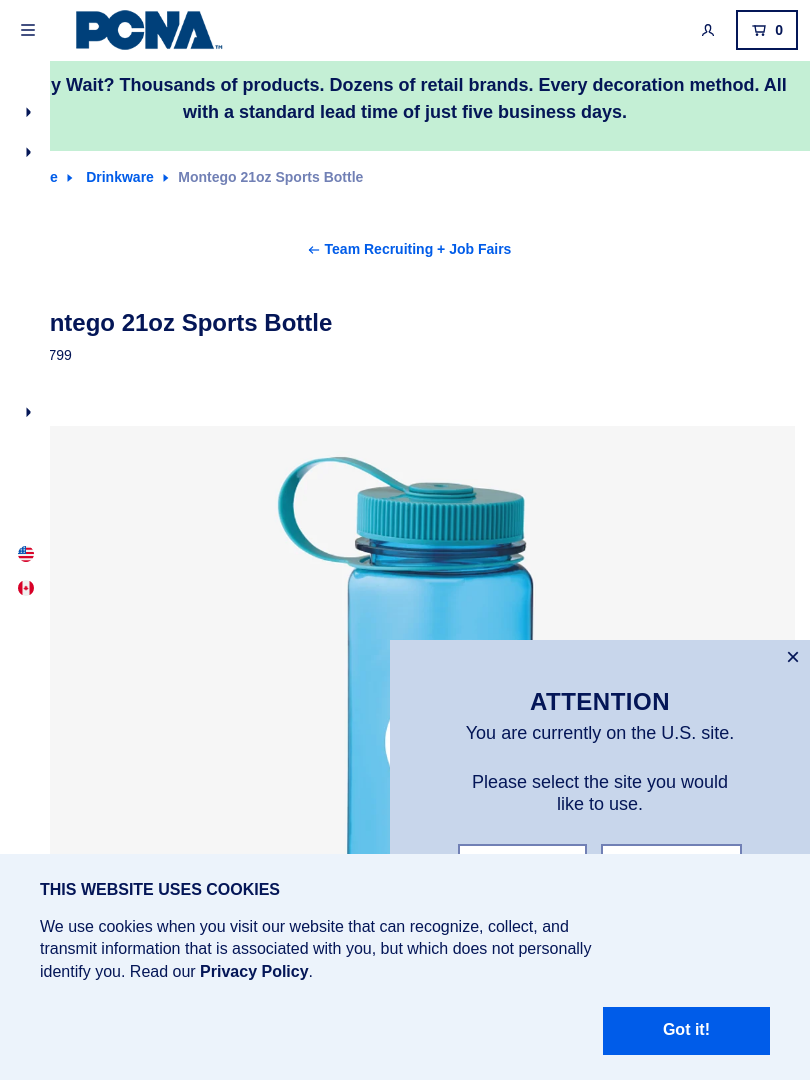 PCNA™
0
y Wait? Thousands of products. Dozens of retail brands. Every decoration method. All
with a standard lead time of just five business days.
e Drinkware Montego 21oz Sports Bottle
← Team Recruiting + Job Fairs
ntego 21oz Sports Bottle
799
ATTENTION
You are currently on the U.S. site.
Please select the site you would
like to use.
THIS WEBSITE USES COOKIES
We use cookies when you visit our website that can recognize, collect, and
transmit information that is associated with you, but which does not personally
identify you. Read our Privacy Policy.
Got it!